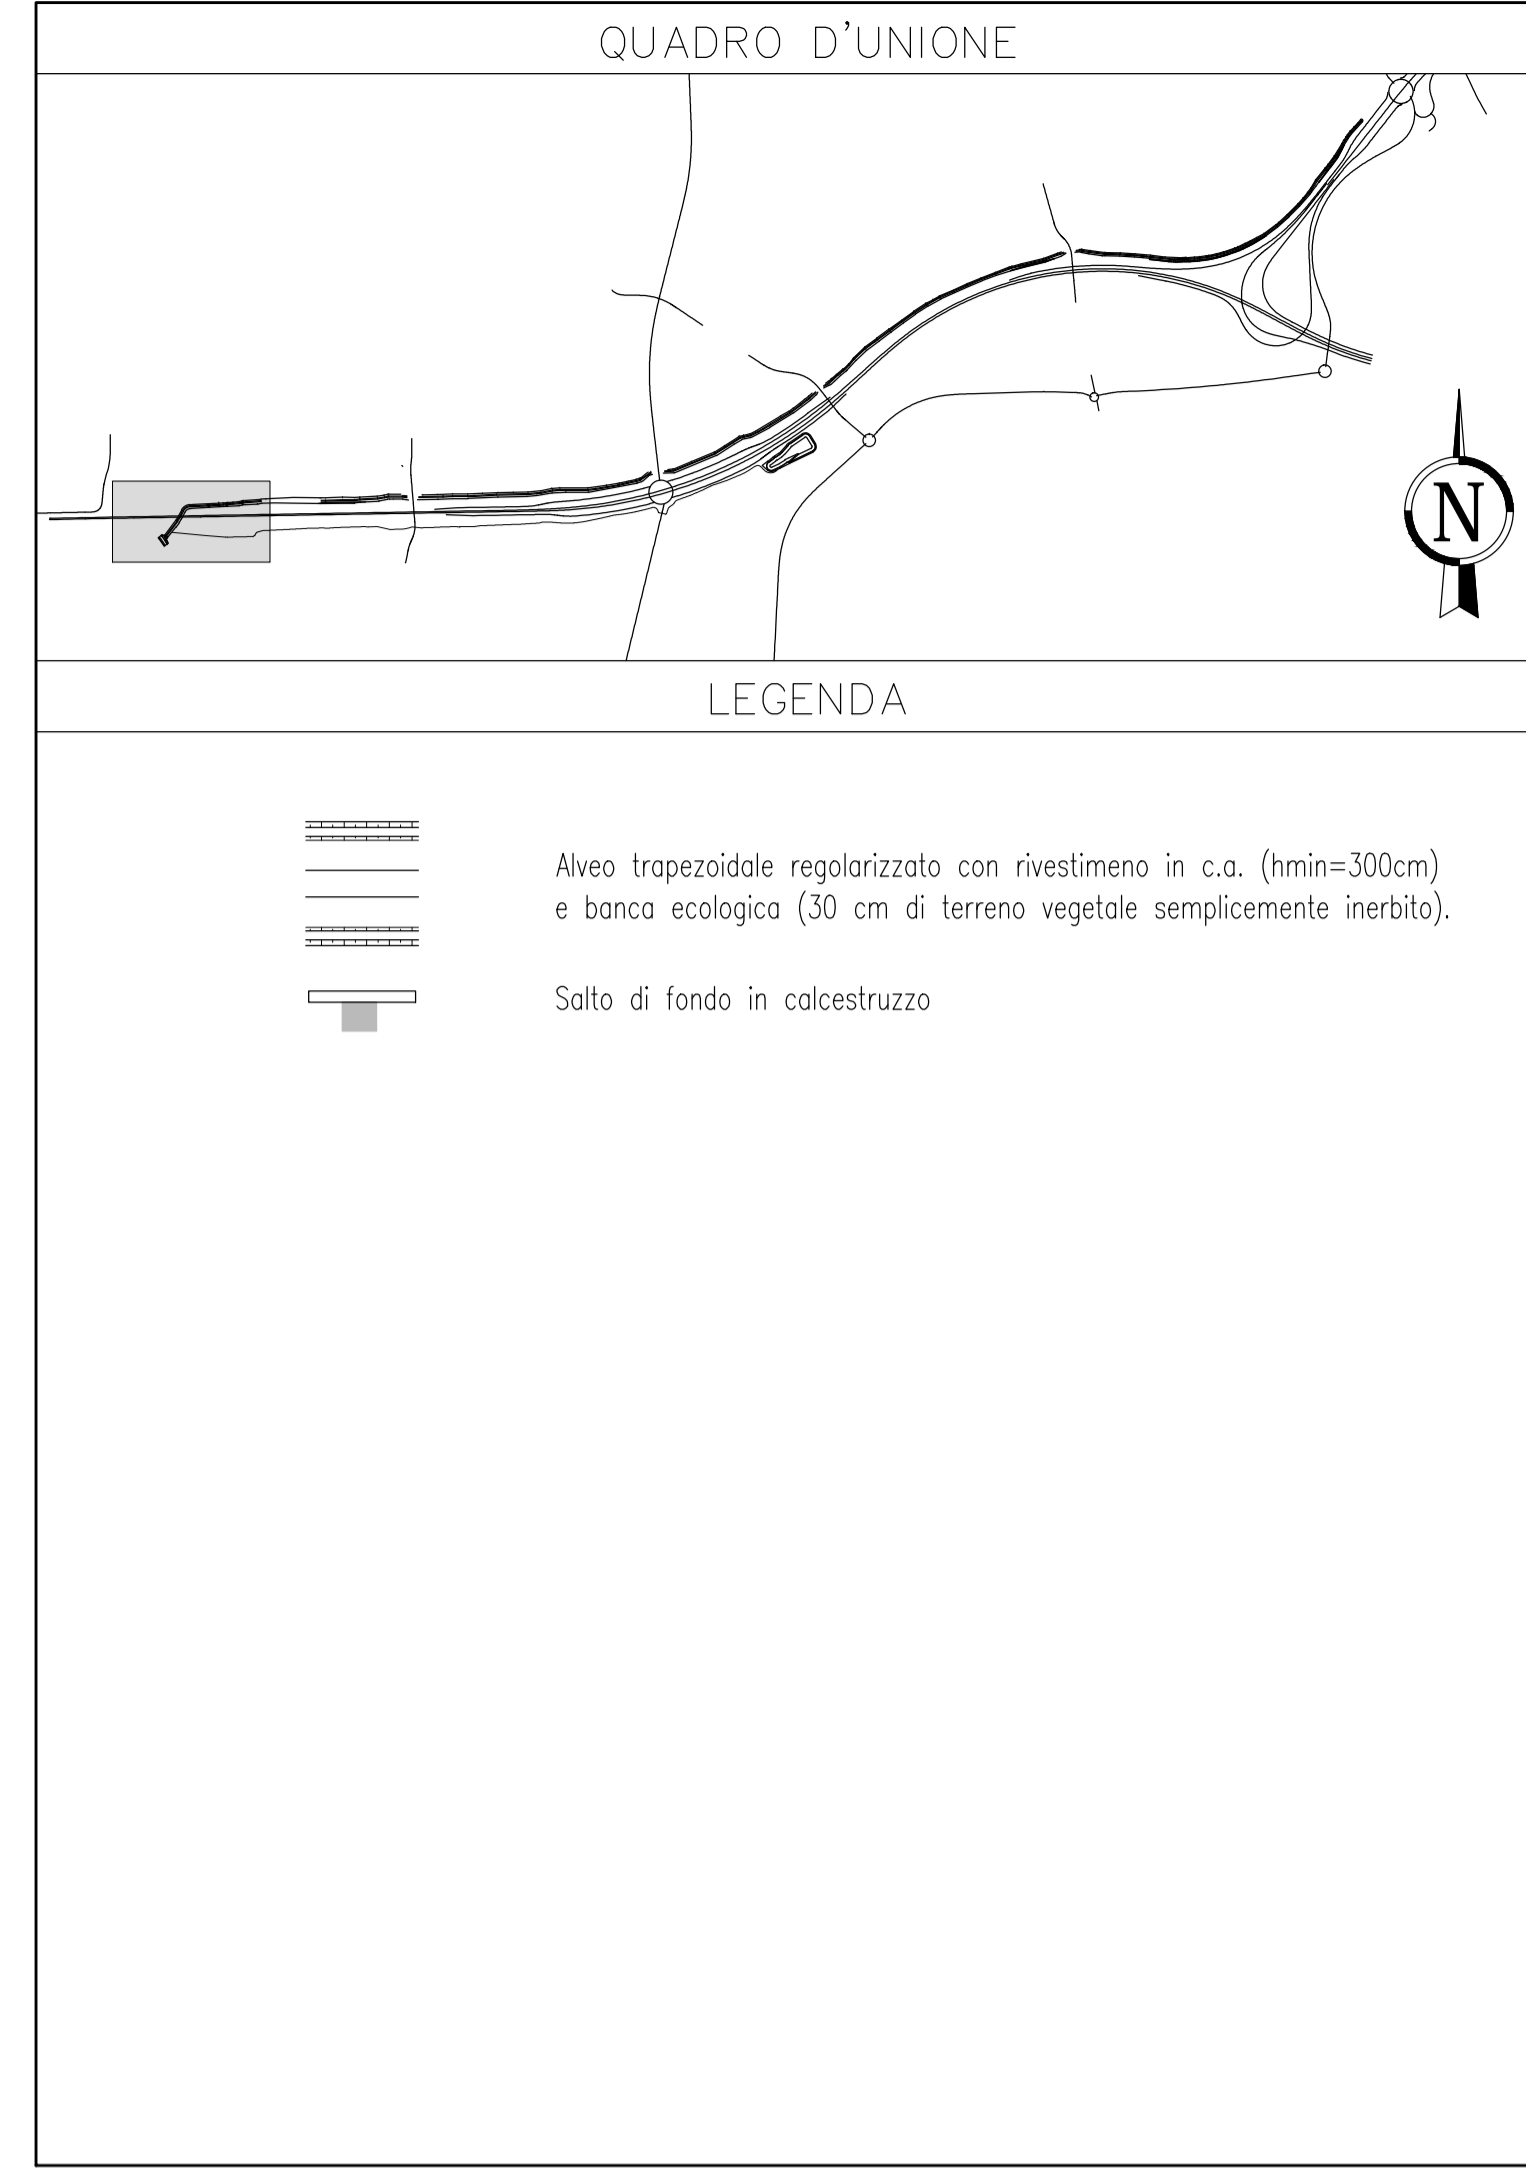 QUADRO D'UNIONE
N
LEGENDA
Alveo trapezoidale regolarizzato con rivestimeno in c.a. (hmin=300cm)
e banca ecologica (30 cm di terreno vegetale semplicemente inerbito).
Salto di fondo in calcestruzzo